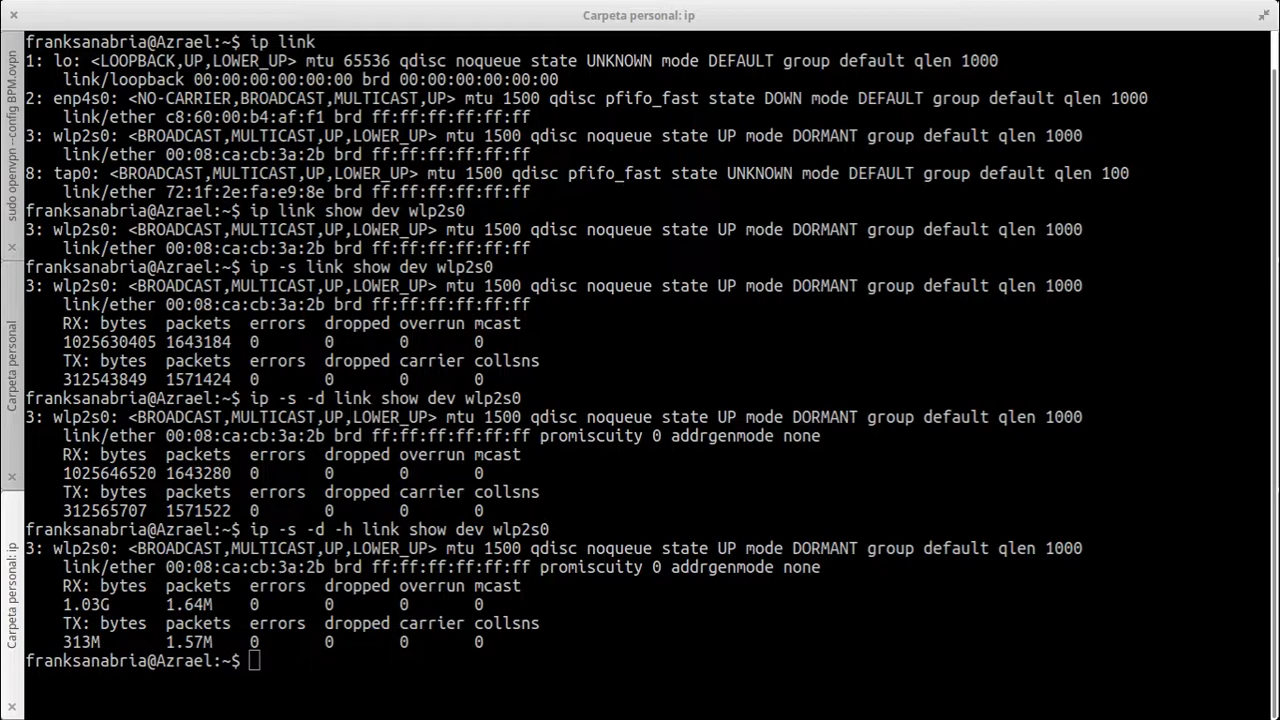 Carpeta personal: ip
franksanabria@Azrael:~$ ip link
1: lo: <LOOPBACK,UP,LOWER_UP> mtu 65536 qdisc noqueue state UNKNOWN mode DEFAULT group default qlen 1000
    link/loopback 00:00:00:00:00:00 brd 00:00:00:00:00:00
2: enp4s0: <NO-CARRIER,BROADCAST,MULTICAST,UP> mtu 1500 qdisc pfifo_fast state DOWN mode DEFAULT group default qlen 1000
    link/ether c8:60:00:b4:af:f1 brd ff:ff:ff:ff:ff:ff
3: wlp2s0: <BROADCAST,MULTICAST,UP,LOWER_UP> mtu 1500 qdisc noqueue state UP mode DORMANT group default qlen 1000
    link/ether 00:08:ca:cb:3a:2b brd ff:ff:ff:ff:ff:ff
8: tap0: <BROADCAST,MULTICAST,UP,LOWER_UP> mtu 1500 qdisc pfifo_fast state UNKNOWN mode DEFAULT group default qlen 100
    link/ether 72:1f:2e:fa:e9:8e brd ff:ff:ff:ff:ff:ff
franksanabria@Azrael:~$ ip link show dev wlp2s0
3: wlp2s0: <BROADCAST,MULTICAST,UP,LOWER_UP> mtu 1500 qdisc noqueue state UP mode DORMANT group default qlen 1000
    link/ether 00:08:ca:cb:3a:2b brd ff:ff:ff:ff:ff:ff
franksanabria@Azrael:~$ ip -s link show dev wlp2s0
3: wlp2s0: <BROADCAST,MULTICAST,UP,LOWER_UP> mtu 1500 qdisc noqueue state UP mode DORMANT group default qlen 1000
    link/ether 00:08:ca:cb:3a:2b brd ff:ff:ff:ff:ff:ff
    RX: bytes  packets  errors  dropped overrun mcast
    1025630405 1643184  0       0       0       0
    TX: bytes  packets  errors  dropped carrier collsns
    312543849  1571424  0       0       0       0
franksanabria@Azrael:~$ ip -s -d link show dev wlp2s0
3: wlp2s0: <BROADCAST,MULTICAST,UP,LOWER_UP> mtu 1500 qdisc noqueue state UP mode DORMANT group default qlen 1000
    link/ether 00:08:ca:cb:3a:2b brd ff:ff:ff:ff:ff:ff promiscuity 0 addrgenmode none
    RX: bytes  packets  errors  dropped overrun mcast
    1025646520 1643280  0       0       0       0
    TX: bytes  packets  errors  dropped carrier collsns
    312565707  1571522  0       0       0       0
franksanabria@Azrael:~$ ip -s -d -h link show dev wlp2s0
3: wlp2s0: <BROADCAST,MULTICAST,UP,LOWER_UP> mtu 1500 qdisc noqueue state UP mode DORMANT group default qlen 1000
    link/ether 00:08:ca:cb:3a:2b brd ff:ff:ff:ff:ff:ff promiscuity 0 addrgenmode none
    RX: bytes  packets  errors  dropped overrun mcast
    1.03G      1.64M    0       0       0       0
    TX: bytes  packets  errors  dropped carrier collsns
    313M       1.57M    0       0       0       0
franksanabria@Azrael:~$
sudo openvpn --config BPM.ovpn
Carpeta personal
Carpeta personal: ip